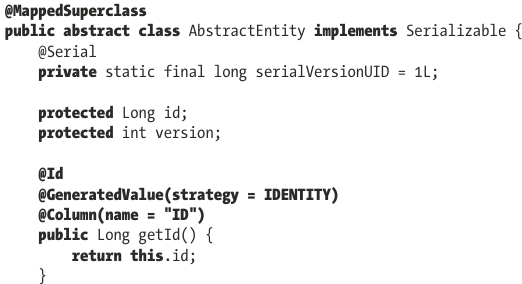 @MappedSuperclass
public abstract class AbstractEntity implements Serializable {
    @Serial
    private static final long serialVersionUID = 1L;

    protected Long id;
    protected int version;

    @Id
    @GeneratedValue(strategy = IDENTITY)
    @Column(name = "ID")
    public Long getId() {
        return this.id;
    }